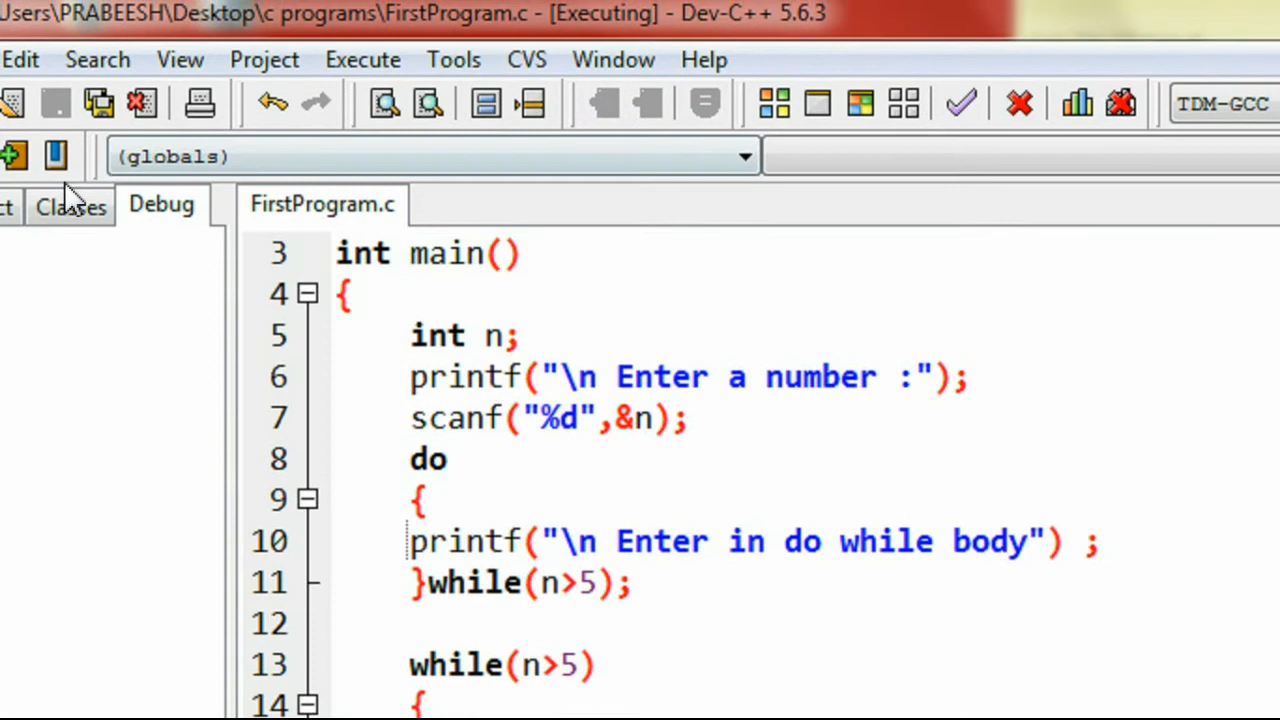 Users\PRABEESH\Desktop\c programs\FirstProgram.c - [Executing] - Dev-C++ 5.6.3
Edit Search View Project Execute Tools CVS Window Help
TDM-GCC
(globals)
ct Classes Debug FirstProgram.c
3 int main()
4 {
5 int n;
6 printf("\n Enter a number :");
7 scanf("%d",&n);
8 do
9 {
10 printf("\n Enter in do while body") ;
11 }while(n>5);
12
13 while(n>5)
14 {